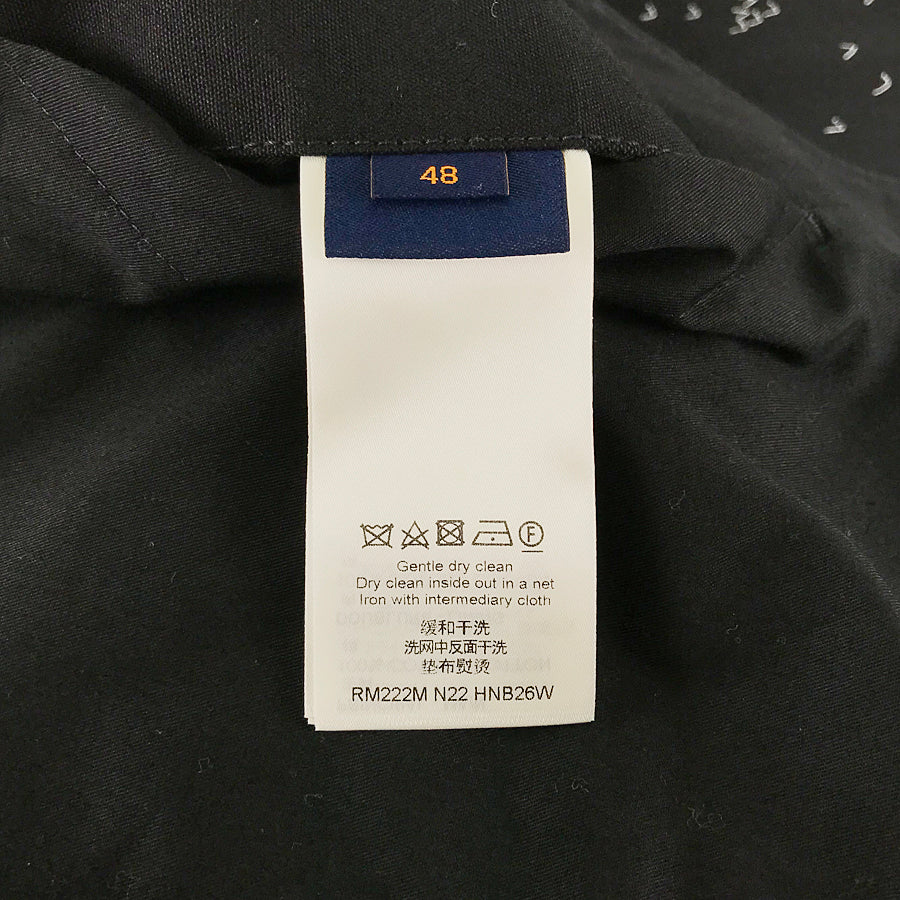 48
F
Gentle dry clean
Dry clean inside out in a net
Iron with intermediary cloth
缓和干洗
洗网中反面干洗
垫布熨烫
RM222M N22 HNB26W